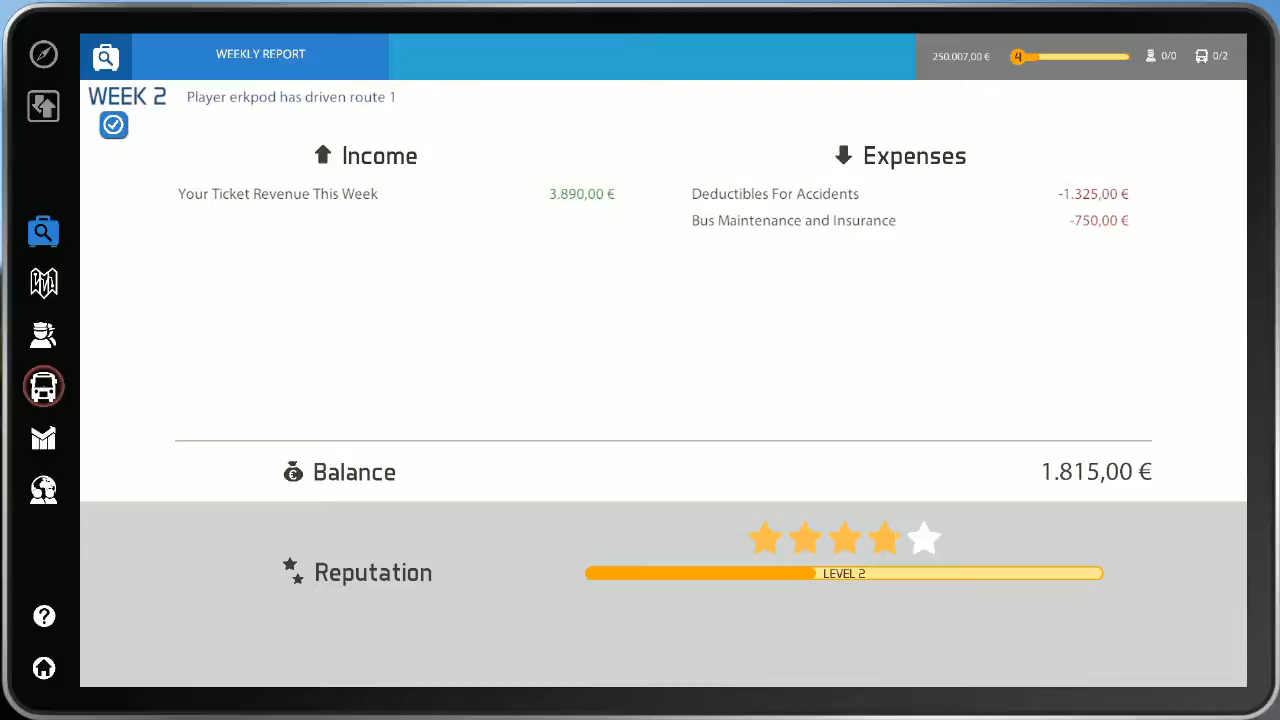 WEEKLY REPORT
250.007,00 €
4
0/0
0/2
WEEK 2
Player erkpod has driven route 1
Income
Expenses
Your Ticket Revenue This Week 3.890,00 €
Deductibles For Accidents -1.325,00 €
Bus Maintenance and Insurance -750,00 €
Balance 1.815,00 €
Reputation
LEVEL 2